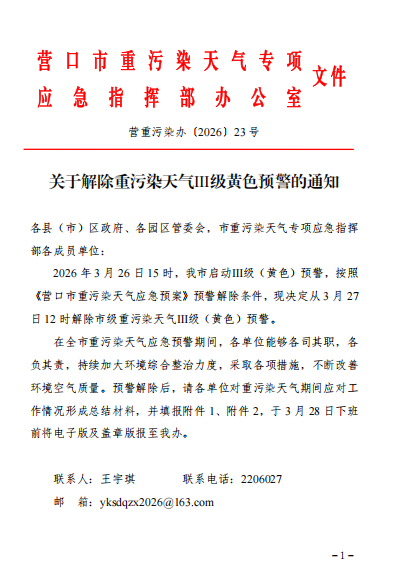 营口市重污染天气专项
应急指挥部办公室
文件
营重污染办〔2026〕23号
关于解除重污染天气III级黄色预警的通知
各县（市）区政府、各园区管委会，市重污染天气专项应急指挥
部各成员单位：
2026年3月26日15时，我市启动III级（黄色）预警，按照
《营口市重污染天气应急预案》预警解除条件，现决定从3月27
日12时解除市级重污染天气III级（黄色）预警。
在全市重污染天气应急预警期间，各单位能够各司其职，各
负其责，持续加大环境综合整治力度，采取各项措施，不断改善
环境空气质量。预警解除后，请各单位对重污染天气期间应对工
作情况形成总结材料，并填报附件1、附件2，于3月28日下班
前将电子版及盖章版报至我办。
联系人：王宇琪 联系电话：2206027
邮 箱：yksdqzx2026@163.com
-1-